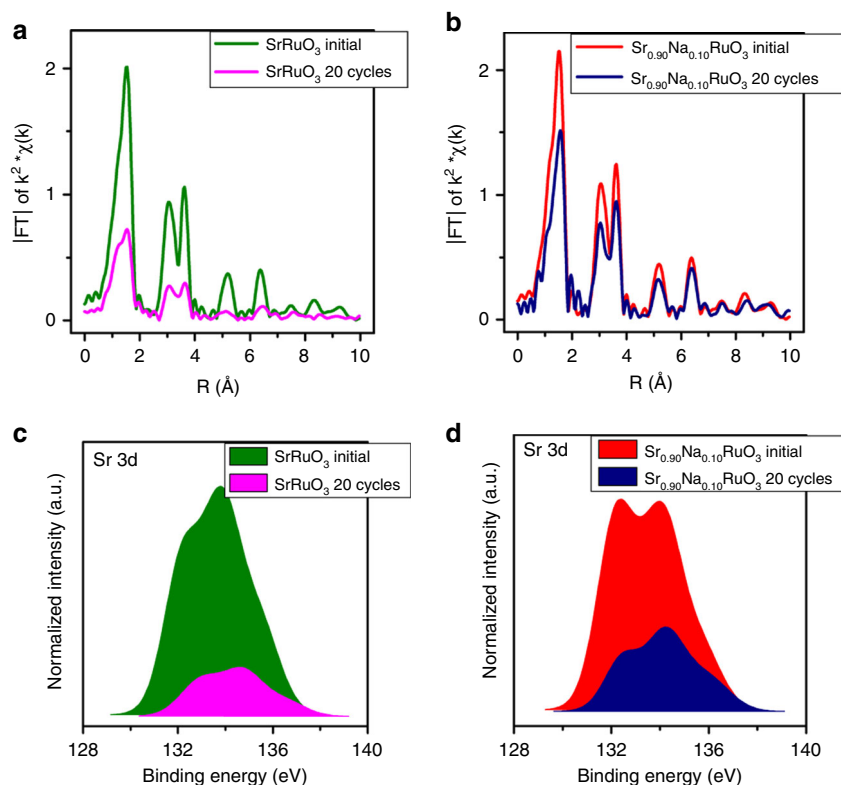 a
SrRuO₃ initial
SrRuO₃ 20 cycles
2
1
0
|FT| of k² *χ(k)
0 2 4 6 8 10
R (Å)
b
Sr₀.₉₀Na₀.₁₀RuO₃ initial
Sr₀.₉₀Na₀.₁₀RuO₃ 20 cycles
2
1
0
|FT| of k² *χ(k)
0 2 4 6 8 10
R (Å)
c
Sr 3d
SrRuO₃ initial
SrRuO₃ 20 cycles
Normalized intensity (a.u.)
128 132 136 140
Binding energy (eV)
d
Sr 3d
Sr₀.₉₀Na₀.₁₀RuO₃ initial
Sr₀.₉₀Na₀.₁₀RuO₃ 20 cycles
Normalized intensity (a.u.)
128 132 136 140
Binding energy (eV)